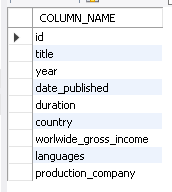 COLUMN_NAME
id
title
year
date_published
duration
country
worlwide_gross_income
languages
production_company